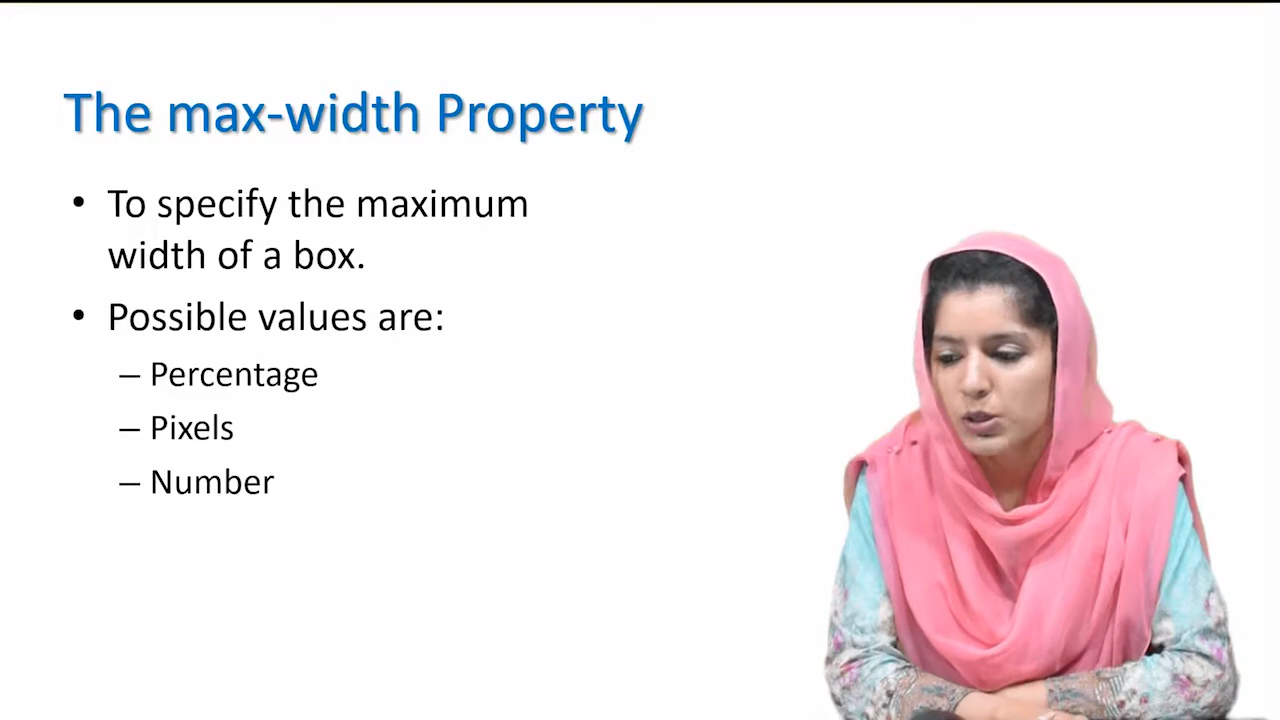 The max-width Property
• To specify the maximum
width of a box.
• Possible values are:
– Percentage
– Pixels
– Number